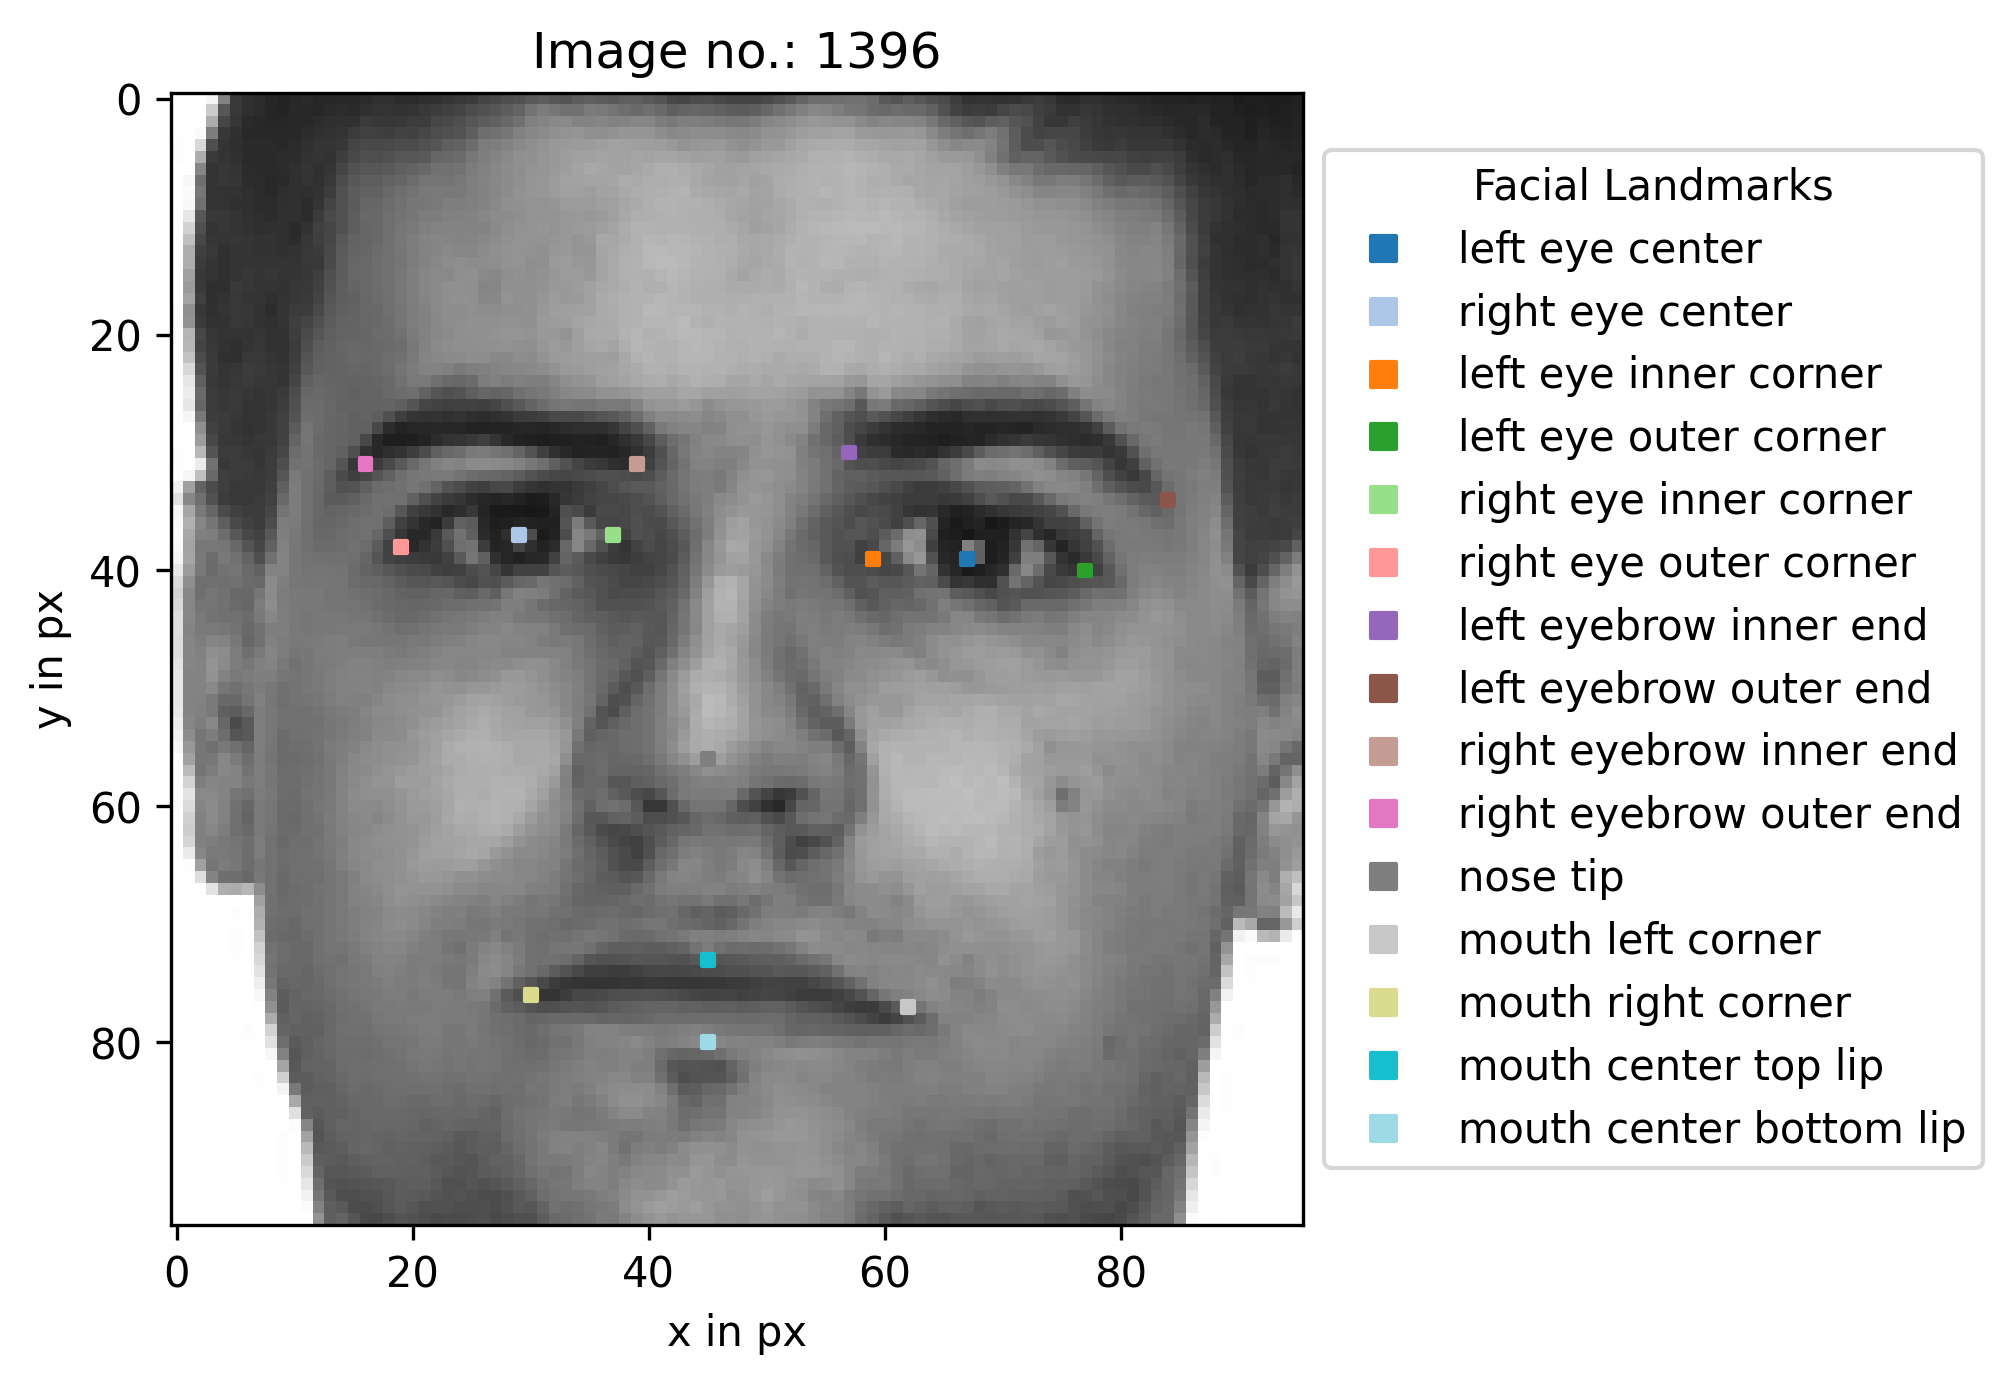 Image no.: 1396
0
20
40
60
80
y in px
0 20 40 60 80
x in px
Facial Landmarks
left eye center
right eye center
left eye inner corner
left eye outer corner
right eye inner corner
right eye outer corner
left eyebrow inner end
left eyebrow outer end
right eyebrow inner end
right eyebrow outer end
nose tip
mouth left corner
mouth right corner
mouth center top lip
mouth center bottom lip